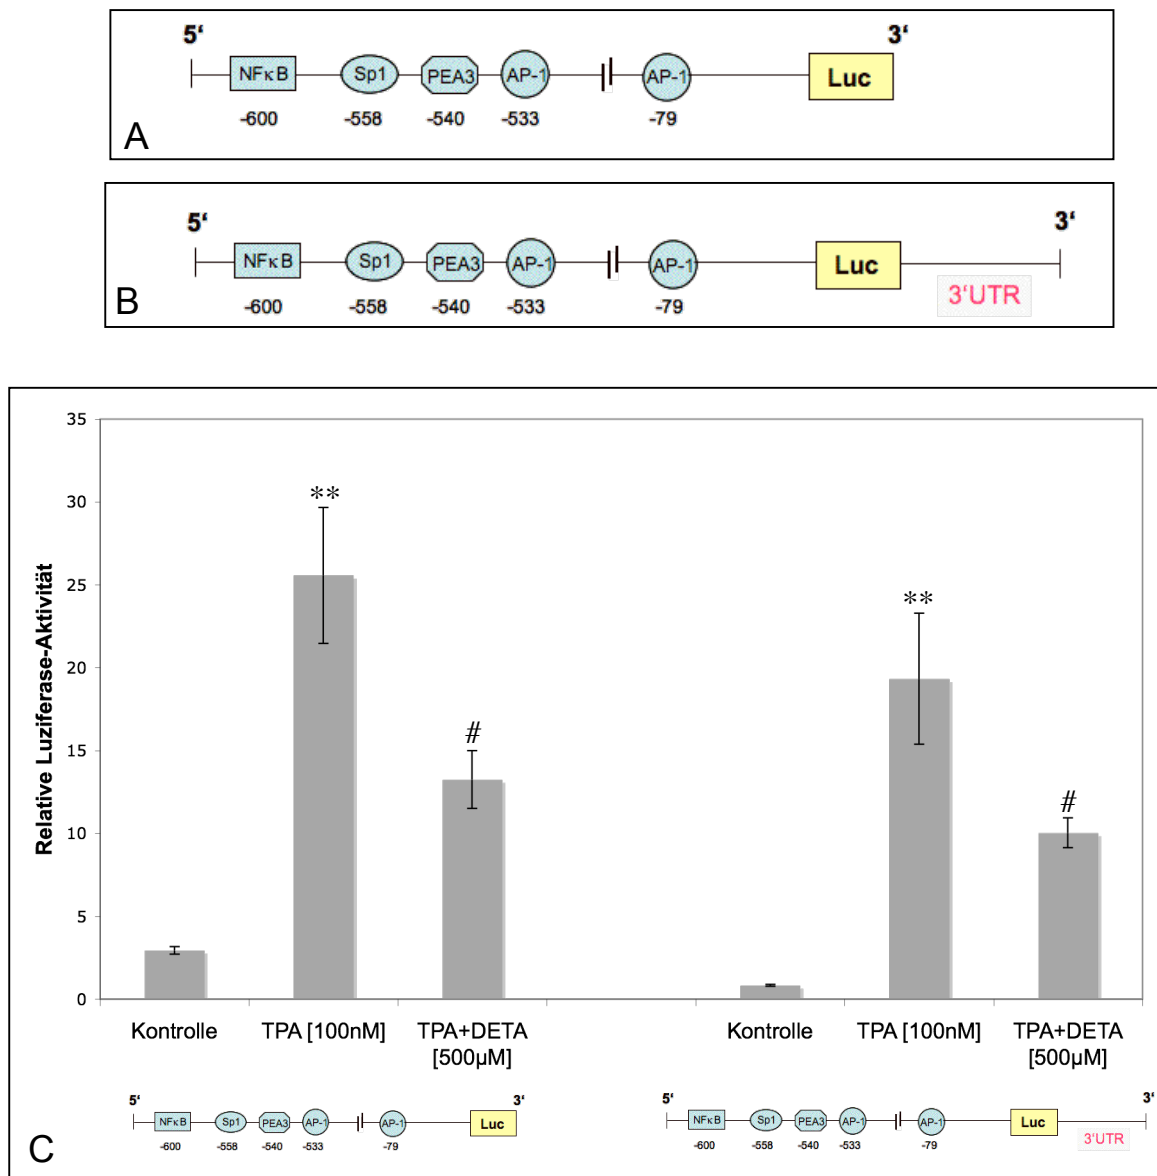 5‘ 3‘
NFκB Sp1 PEA3 AP-1 AP-1 Luc
-600 -558 -540 -533 -79
A
5‘ 3‘
NFκB Sp1 PEA3 AP-1 AP-1 Luc
-600 -558 -540 -533 -79
3‘UTR
B
Relative Luziferase-Aktivität
35
30
25
20
15
10
5
0
** # ** #
Kontrolle TPA [100nM] TPA+DETA Kontrolle TPA [100nM] TPA+DETA
[500µM] [500µM]
5‘ 3‘ 5‘ 3‘
NFκB Sp1 PEA3 AP-1 AP-1 Luc NFκB Sp1 PEA3 AP-1 AP-1 Luc
-600 -558 -540 -533 -79 -600 -558 -540 -533 -79 3‘UTR
C